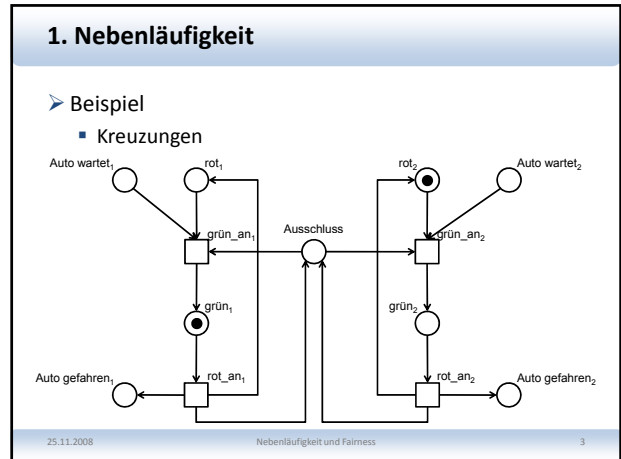 1. Nebenläufigkeit
Beispiel
Kreuzungen
Auto wartet₁
rot₁
rot₂
Auto wartet₂
Ausschluss
grün_an₁
grün_an₂
grün₁
grün₂
Auto gefahren₁
rot_an₁
rot_an₂
Auto gefahren₂
25.11.2008
Nebenläufigkeit und Fairness
3